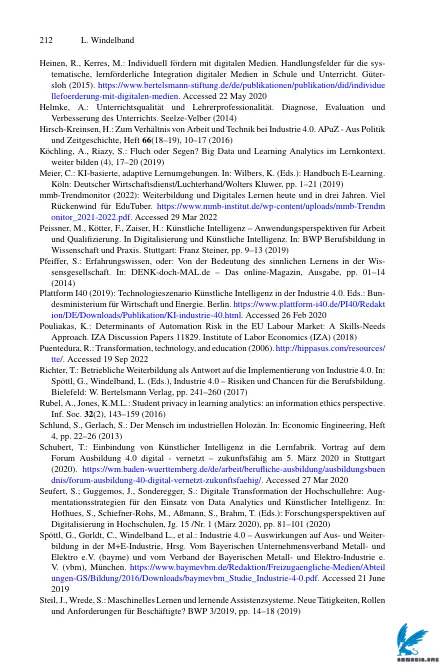 212 L. Windelband
Heinen, R., Kerres, M.: Individuell fördern mit digitalen Medien. Handlungsfelder für die sys-
tematische, lernförderliche Integration digitaler Medien in Schule und Unterricht. Güter-
sloh (2015). https://www.bertelsmann-stiftung.de/de/publikationen/publikation/did/individue
llefoerderung-mit-digitalen-medien. Accessed 22 May 2020
Helmke, A.: Unterrichtsqualität und Lehrerprofessionalität. Diagnose, Evaluation und
Verbesserung des Unterrichts. Seelze-Velber (2014)
Hirsch-Kreinsen, H.: Zum Verhältnis von Arbeit und Technik bei Industrie 4.0. APuZ - Aus Politik
und Zeitgeschichte, Heft 66(18–19), 10–17 (2016)
Köchling, A., Riazy, S.: Fluch oder Segen? Big Data und Learning Analytics im Lernkontext.
weiter bilden (4), 17–20 (2019)
Meier, C.: KI-basierte, adaptive Lernumgebungen. In: Wilbers, K. (Eds.): Handbuch E-Learning.
Köln: Deutscher Wirtschaftsdienst/Luchterhand/Wolters Kluwer, pp. 1–21 (2019)
mmb-Trendmonitor (2022): Weiterbildung und Digitales Lernen heute und in drei Jahren. Viel
Rückenwind für EduTuber. https://www.mmb-institut.de/wp-content/uploads/mmb-Trendm
onitor_2021-2022.pdf. Accessed 29 Mar 2022
Peissner, M., Kötter, F., Zaiser, H.: Künstliche Intelligenz – Anwendungsperspektiven für Arbeit
und Qualifizierung. In Digitalisierung und Künstliche Intelligenz. In: BWP Berufsbildung in
Wissenschaft und Praxis. Stuttgart: Franz Steiner, pp. 9–13 (2019)
Pfeiffer, S.: Erfahrungswissen, oder: Von der Bedeutung des sinnlichen Lernens in der Wis-
sensgesellschaft. In: DENK-doch-MAL.de – Das online-Magazin, Ausgabe, pp. 01–14
(2014)
Plattform I40 (2019): Technologieszenario Künstliche Intelligenz in der Industrie 4.0. Eds.: Bun-
desministerium für Wirtschaft und Energie. Berlin. https://www.plattform-i40.de/PI40/Redakt
ion/DE/Downloads/Publikation/KI-industrie-40.html. Accessed 26 Feb 2020
Pouliakas, K.: Determinants of Automation Risk in the EU Labour Market: A Skills-Needs
Approach. IZA Discussion Papers 11829. Institute of Labor Economics (IZA) (2018)
Puentedura, R.: Transformation, technology, and education (2006). http://hippasus.com/resources/
tte/. Accessed 19 Sep 2022
Richter, T.: Betriebliche Weiterbildung als Antwort auf die Implementierung von Industrie 4.0. In:
Spöttl, G., Windelband, L. (Eds.), Industrie 4.0 – Risiken und Chancen für die Berufsbildung.
Bielefeld: W. Bertelsmann Verlag, pp. 241–260 (2017)
Rubel, A., Jones, K.M.L.: Student privacy in learning analytics: an information ethics perspective.
Inf. Soc. 32(2), 143–159 (2016)
Schlund, S., Gerlach, S.: Der Mensch im industriellen Holozän. In: Economic Engineering, Heft
4, pp. 22–26 (2013)
Schubert, T.: Einbindung von Künstlicher Intelligenz in die Lernfabrik. Vortrag auf dem
Forum Ausbildung 4.0 digital - vernetzt – zukunftsfähig am 5. März 2020 in Stuttgart
(2020). https://wm.baden-wuerttemberg.de/de/arbeit/berufliche-ausbildung/ausbildungsbuen
dnis/forum-ausbildung-40-digital-vernetzt-zukunftsfaehig/. Accessed 27 Mar 2020
Seufert, S.; Guggemos, J., Sonderegger, S.: Digitale Transformation der Hochschullehre: Aug-
mentationsstrategien für den Einsatz von Data Analytics und Künstlicher Intelligenz. In:
Hofhues, S., Schiefner-Rohs, M., Aßmann, S., Brahm, T. (Eds.): Forschungsperspektiven auf
Digitalisierung in Hochschulen, Jg. 15 /Nr. 1 (März 2020), pp. 81–101 (2020)
Spöttl, G., Gorldt, C., Windelband L., et al.: Industrie 4.0 – Auswirkungen auf Aus- und Weiter-
bildung in der M+E-Industrie, Hrsg. Vom Bayerischen Unternehmensverband Metall- und
Elektro e.V. (bayme) und vom Verband der Bayerischen Metall- und Elektro-Industrie e.
V. (vbm), München. https://www.baymevbm.de/Redaktion/Freizugaengliche-Medien/Abteil
ungen-GS/Bildung/2016/Downloads/baymevbm_Studie_Industrie-4-0.pdf. Accessed 21 June
2019
Steil, J., Wrede, S.: Maschinelles Lernen und lernende Assistenzsysteme. Neue Tätigkeiten, Rollen
und Anforderungen für Beschäftigte? BWP 3/2019, pp. 14–18 (2019)